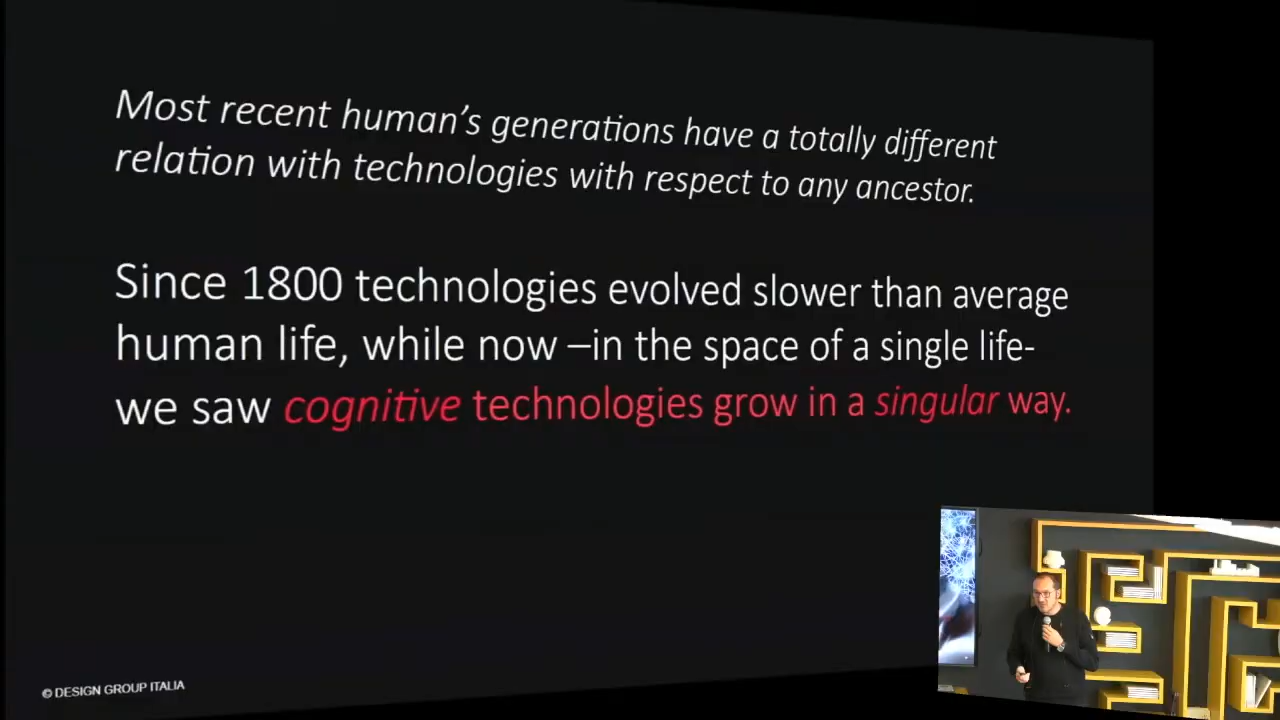 Most recent human's generations have a totally different
relation with technologies with respect to any ancestor.
Since 1800 technologies evolved slower than average
human life, while now –in the space of a single life-
we saw cognitive technologies grow in a singular way.
© DESIGN GROUP ITALIA